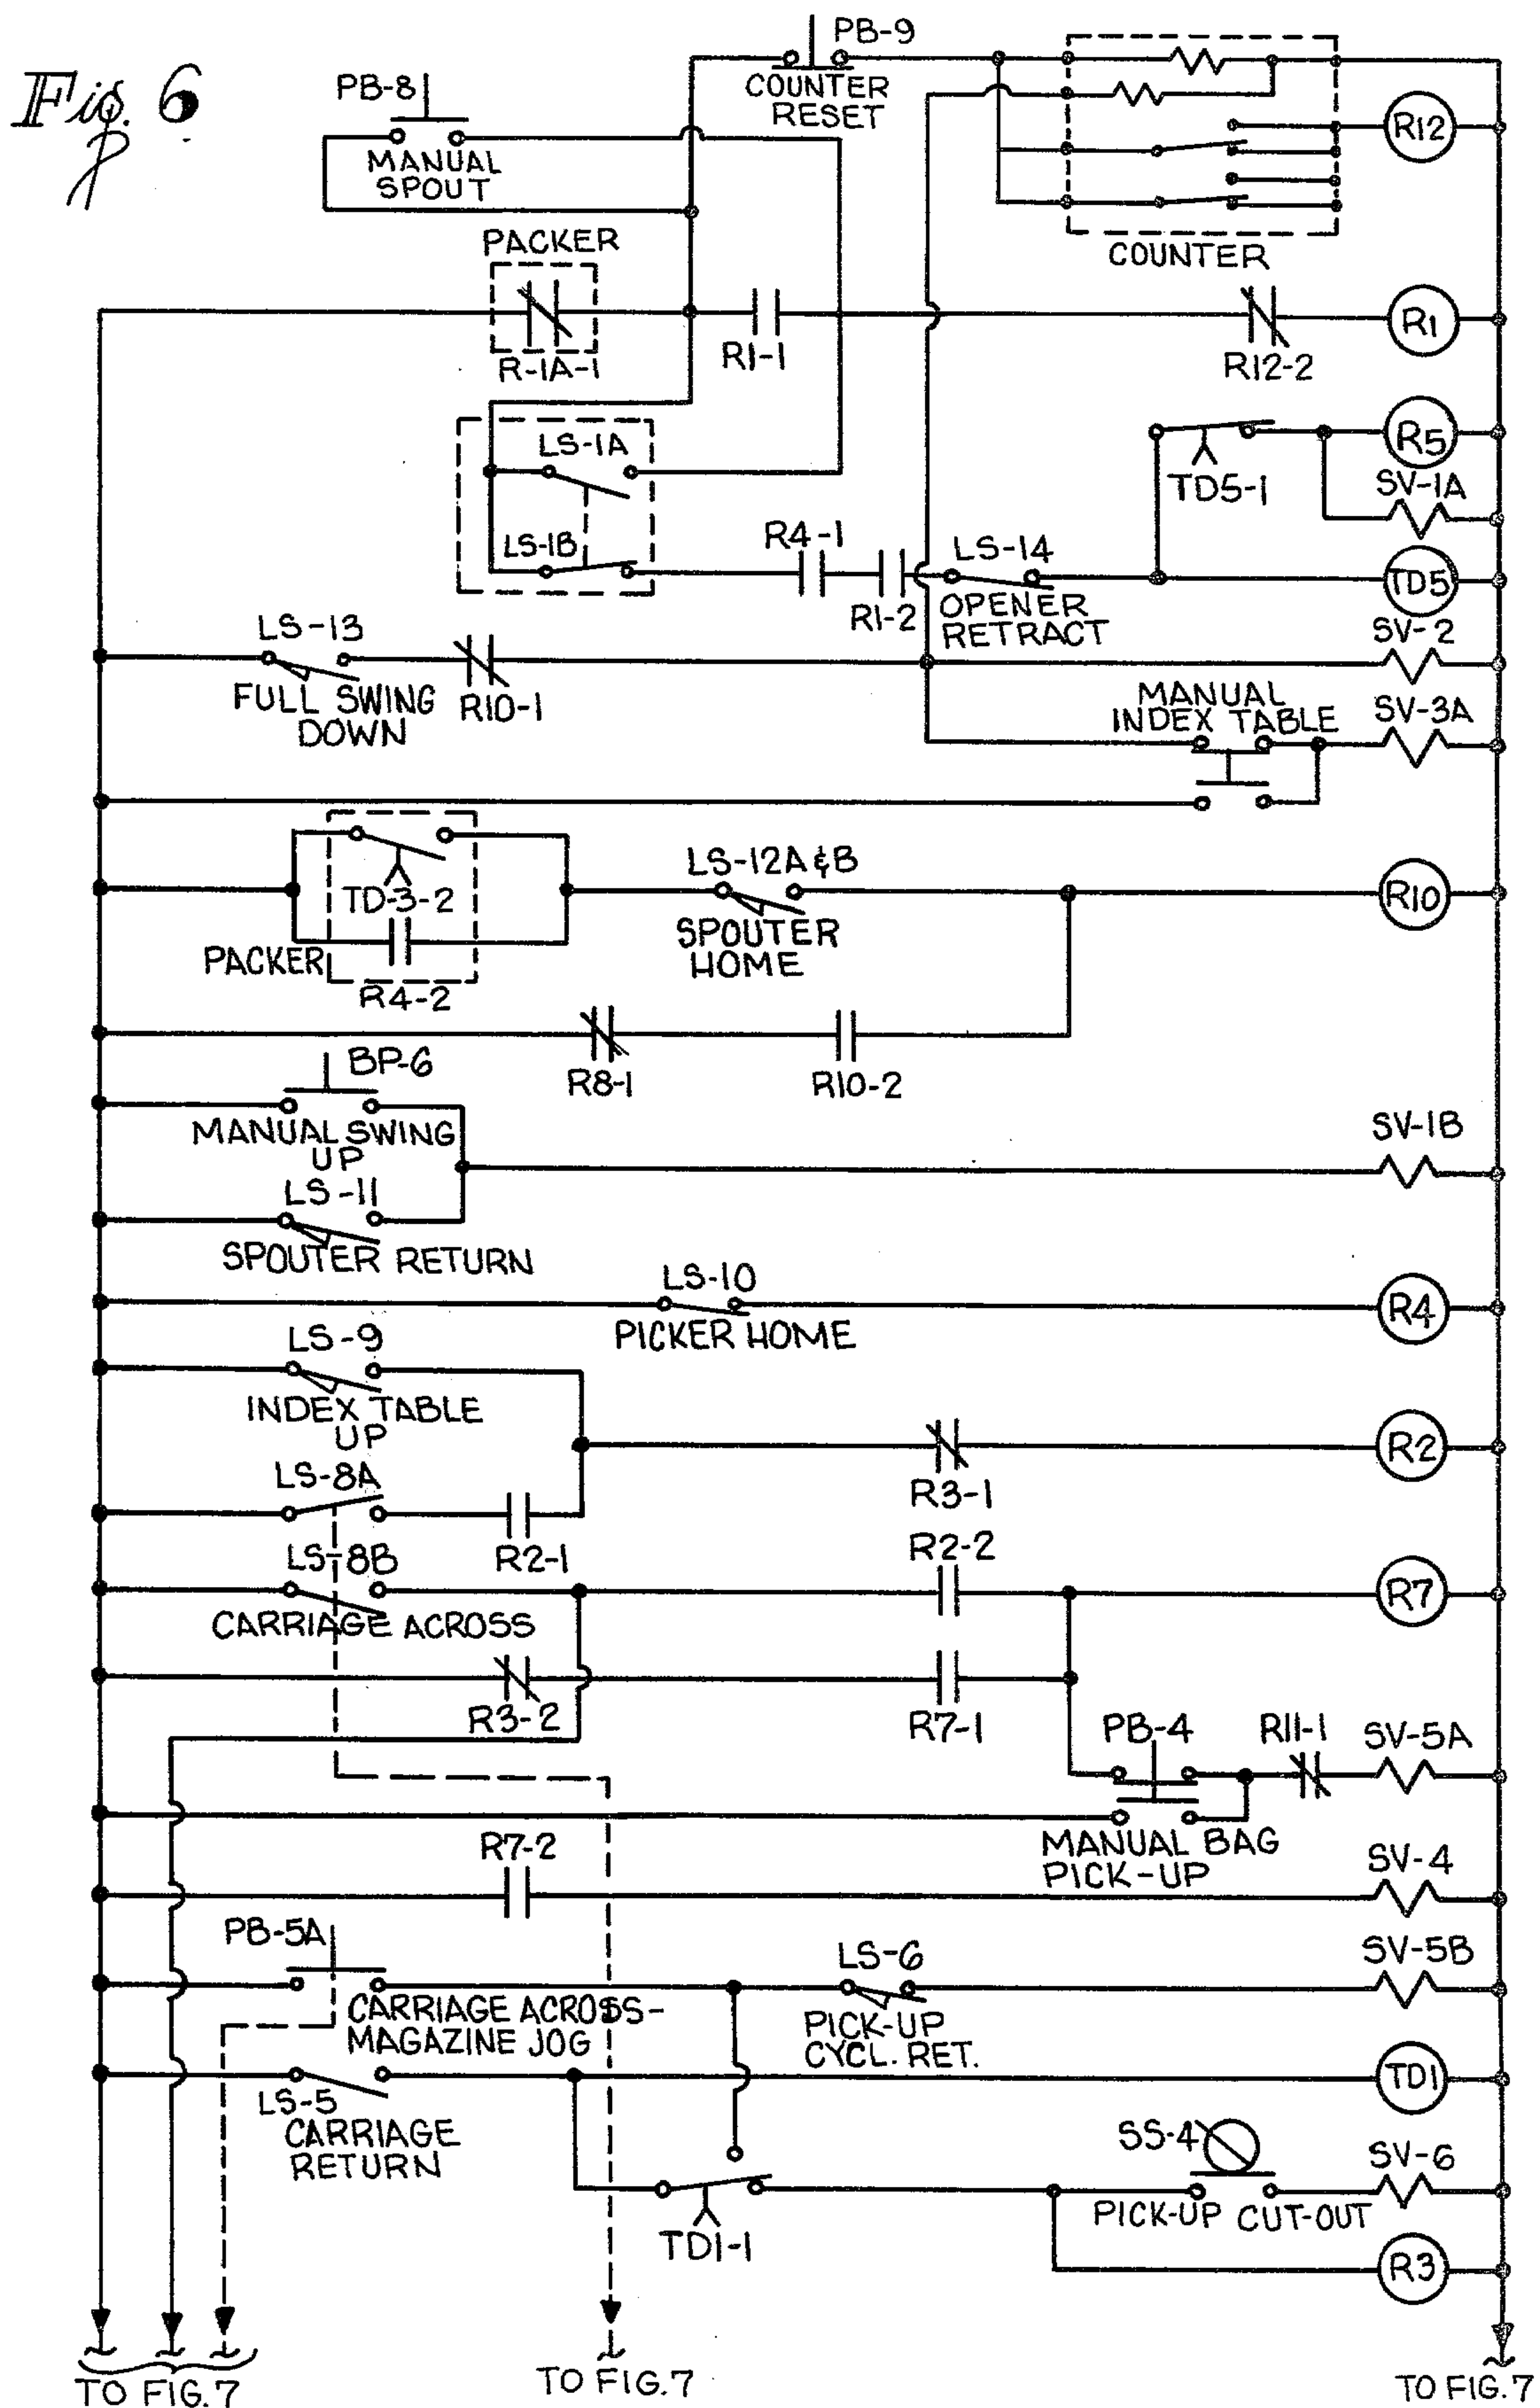 Fig. 6
PB-9
COUNTER
RESET
PB-8
MANUAL
SPOUT
R12
COUNTER
PACKER
R-1A-1
R1-1
R12-2
R1
LS-1A
LS-1B
TD5-1
R5
SV-1A
R4-1
R1-2
LS-14
OPENER
RETRACT
TD5
LS-13
FULL SWING
DOWN
R10-1
SV-2
MANUAL
INDEX TABLE
SV-3A
TD-3-2
PACKER
R4-2
LS-12A&B
SPOUTER
HOME
R10
R8-1
R10-2
BP-6
MANUAL SWING
UP
SV-1B
LS-11
SPOUTER RETURN
LS-10
PICKER HOME
R4
LS-9
INDEX TABLE
UP
R3-1
R2
LS-8A
R2-1
LS-8B
CARRIAGE ACROSS
R2-2
R7
R3-2
R7-1
PB-4
R11-1
SV-5A
MANUAL BAG
PICK-UP
R7-2
SV-4
PB-5A
CARRIAGE ACROSS-
MAGAZINE JOG
LS-6
PICK-UP
CYCL. RET.
SV-5B
LS-5
CARRIAGE
RETURN
TD1
TD1-1
SS-4
PICK-UP CUT-OUT
SV-6
R3
TO FIG.7
TO FIG.7
TO FIG.7